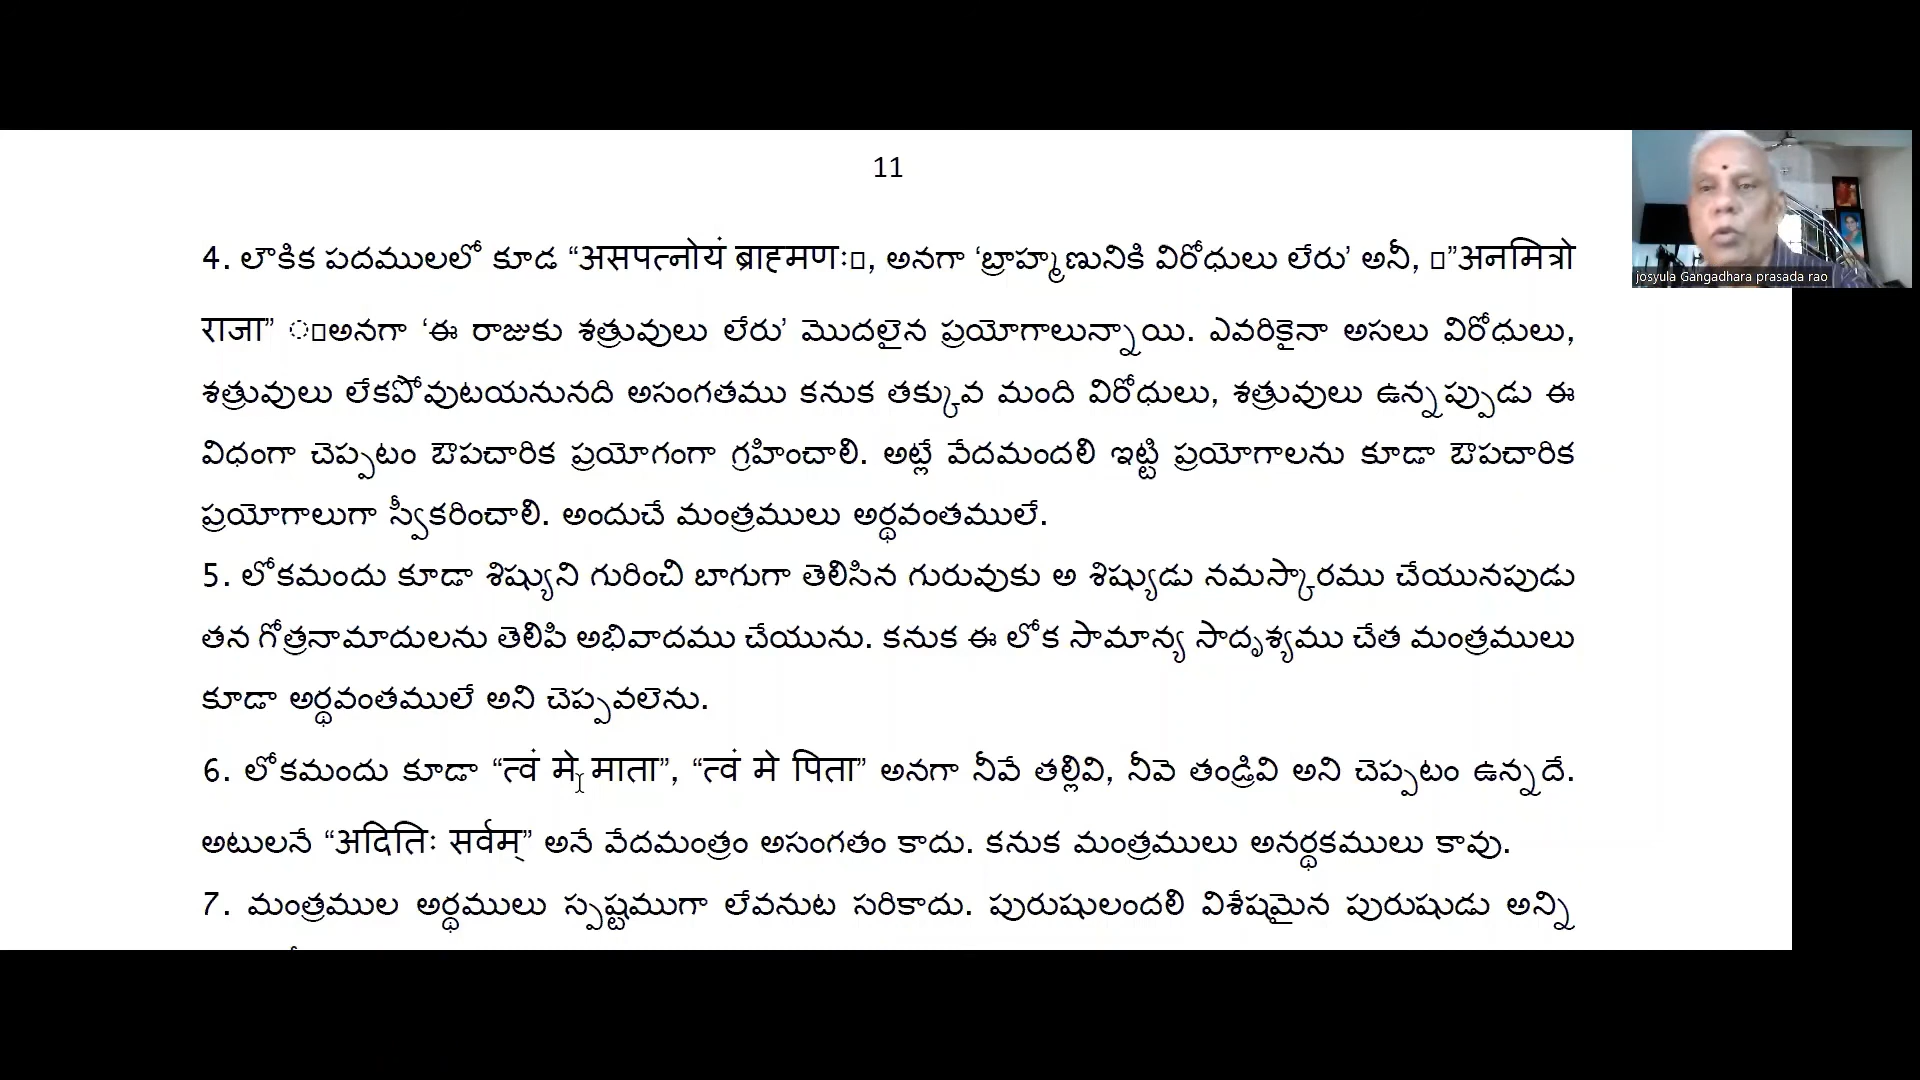 11
4. లౌకిక పదములలో కూడ “असपत्नोयं ब्राह्मणः▯, అనగా ‘బ్రాహ్మణునికి విరోధులు లేరు’ అనీ, ▯”अनमित्रो
राजा” ं▯అనగా ‘ఈ రాజుకు శత్రువులు లేరు’ మొదలైన ప్రయోగాలున్నాయి. ఎవరికైనా అసలు విరోధులు,
శత్రువులు లేకపోవుటయనునది అసంగతము కనుక తక్కువ మంది విరోధులు, శత్రువులు ఉన్నప్పుడు ఈ
విధంగా చెప్పటం ఔపచారిక ప్రయోగంగా గ్రహించాలి. అట్లే వేదమందలి ఇట్టి ప్రయోగాలను కూడా ఔపచారిక
ప్రయోగాలుగా స్వీకరించాలి. అందుచే మంత్రములు అర్థవంతములే.
5. లోకమందు కూడా శిష్యుని గురించి బాగుగా తెలిసిన గురువుకు అ శిష్యుడు నమస్కారము చేయునపుడు
తన గోత్రనామాదులను తెలిపి అభివాదము చేయును. కనుక ఈ లోక సామాన్య సాదృశ్యము చేత మంత్రములు
కూడా అర్థవంతములే అని చెప్పవలెను.
6. లోకమందు కూడా “त्वं मे माता”, “त्वं मे पिता” అనగా నీవే తల్లివి, నీవె తండ్రివి అని చెప్పటం ఉన్నదే.
అటులనే “अदितिः सर्वम्” అనే వేదమంత్రం అసంగతం కాదు. కనుక మంత్రములు అనర్థకములు కావు.
7. మంత్రముల అర్థములు స్పష్టముగా లేవనుట సరికాదు. పురుషులందలి విశేషమైన పురుషుడు అన్ని
josyula Gangadhara prasada rao